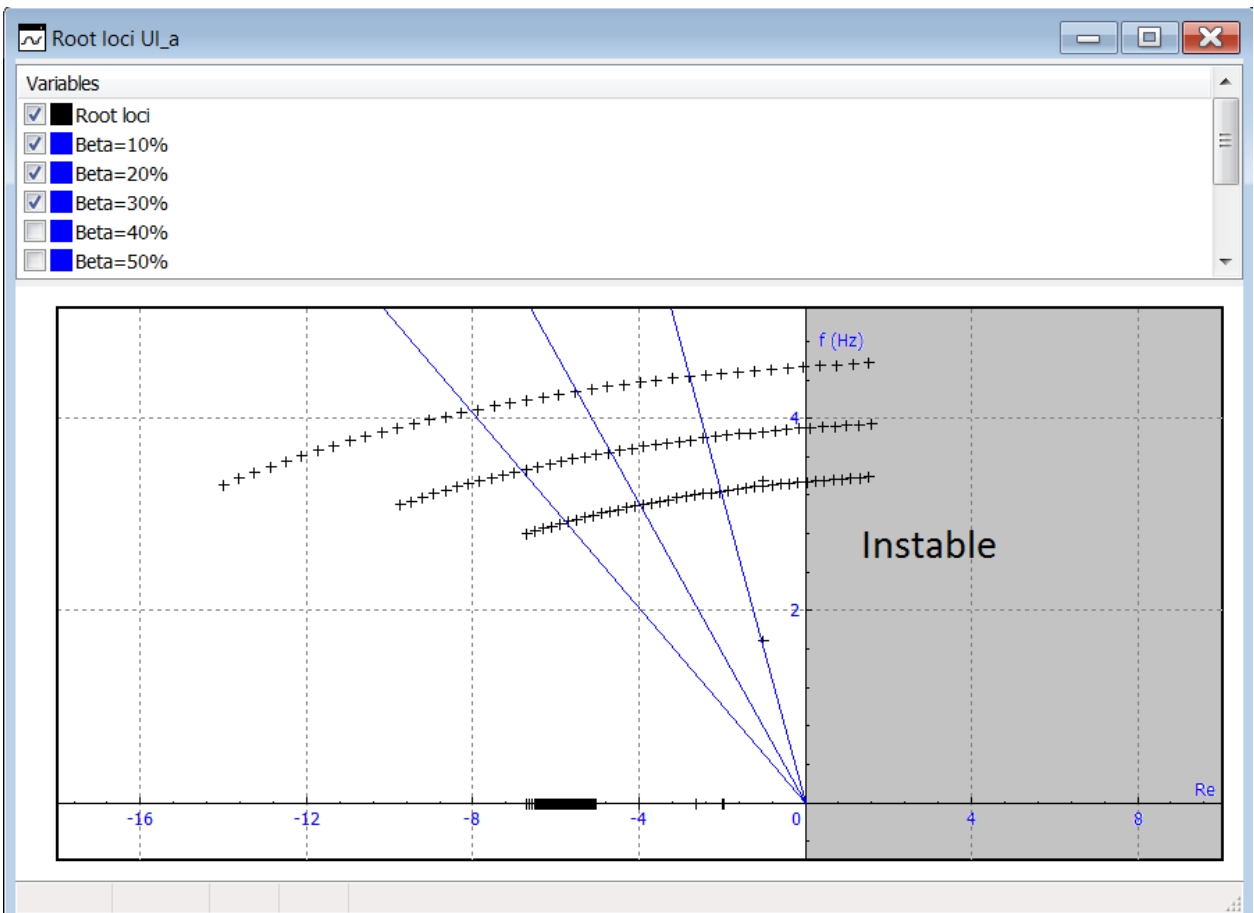 Root loci UI_a
Variables
Root loci
Beta=10%
Beta=20%
Beta=30%
Beta=40%
Beta=50%
f (Hz)
4
Instable
2
Re
-16 -12 -8 -4 0 4 8